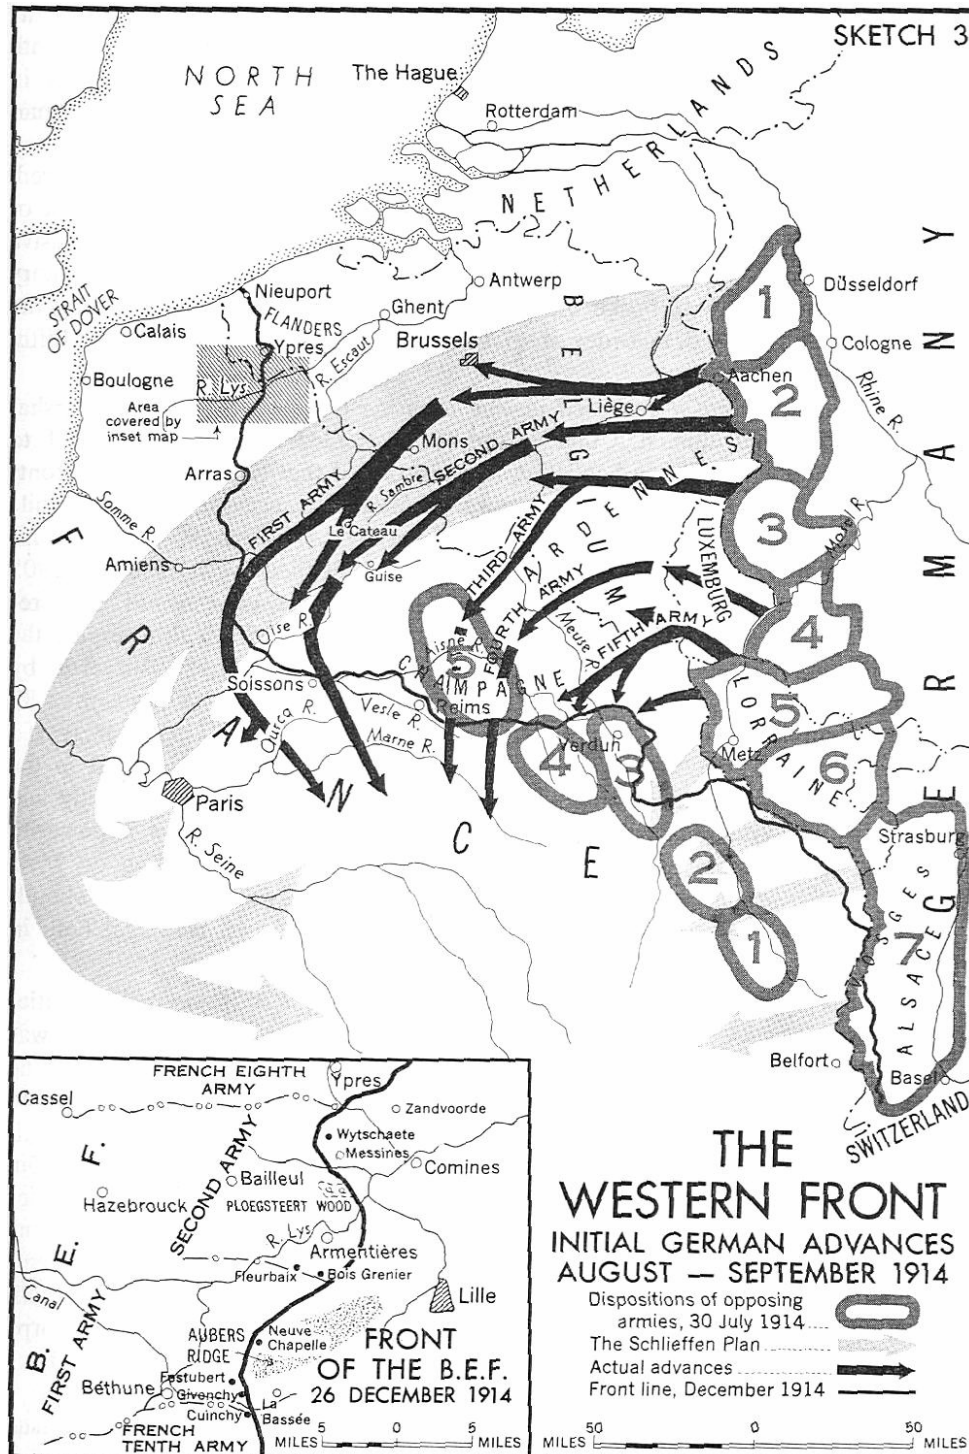 SKETCH 3
NORTH
SEA
The Hague
Rotterdam
NETHERLANDS
GERMANY
STRAIT
OF DOVER
Nieuport
Antwerp
Düsseldorf
1
FLANDERS
Ghent
BELGIUM
Calais
Ypres
R. Escaut
Brussels
Cologne
Boulogne
R. Lys
Aachen
2
Rhine R.
Area
covered by
inset map
Liège
Mons
SECOND ARMY
Arras
R. Sambre
ARDENNES
FIRST ARMY
Somme R.
Le Cateau
THIRD ARMY
LUXEMBURG
3
Mosel R.
FRANCE
Amiens
Guise
FOURTH ARMY
Oise R.
Meuse R.
FIFTH ARMY
4
Aisne R.
5
CHAMPAGNE
LORRAINE
Soissons
Reims
5
Ourcq R.
Vesle R.
Marne R.
4
Verdun
3
Metz
6
Paris
R. Seine
2
Strasburg
1
VOSGES
7
ALSACE
Belfort
Basel
SWITZERLAND
FRENCH EIGHTH
ARMY
Ypres
Cassel
Zandvoorde
Wytschaete
Messines
Comines
B. E. F.
SECOND ARMY
Bailleul
Hazebrouck
PLOEGSTEERT WOOD
R. Lys
Armentières
Fleurbaix
Bois Grenier
Canal
Lille
FIRST ARMY
AUBERS
RIDGE
Neuve
Chapelle
Festubert
Béthune
Givenchy
Cuinchy
La
Bassée
FRENCH
TENTH ARMY
FRONT
OF THE B.E.F.
26 DECEMBER 1914
MILES 5 0 5 MILES
THE
WESTERN FRONT
INITIAL GERMAN ADVANCES
AUGUST — SEPTEMBER 1914
Dispositions of opposing
armies, 30 July 1914
The Schlieffen Plan
Actual advances
Front line, December 1914
50 0 50
MILES MILES